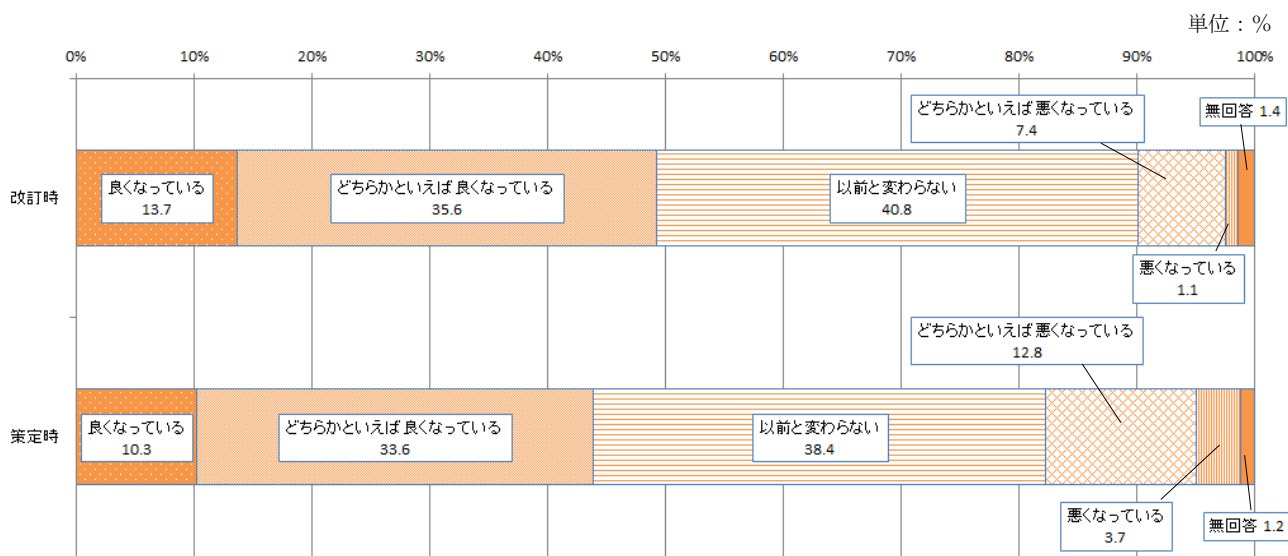 単位：%
0%
10%
20%
30%
40%
50%
60%
70%
80%
90%
100%
どちらかといえば 悪くなっている
7.4
無回答 1.4
改訂時
良くなっている
13.7
どちらかといえば 良くなっている
35.6
以前と変わらない
40.8
悪くなっている
1.1
どちらかといえば 悪くなっている
12.8
策定時
良くなっている
10.3
どちらかといえば 良くなっている
33.6
以前と変わらない
38.4
悪くなっている
3.7
無回答 1.2